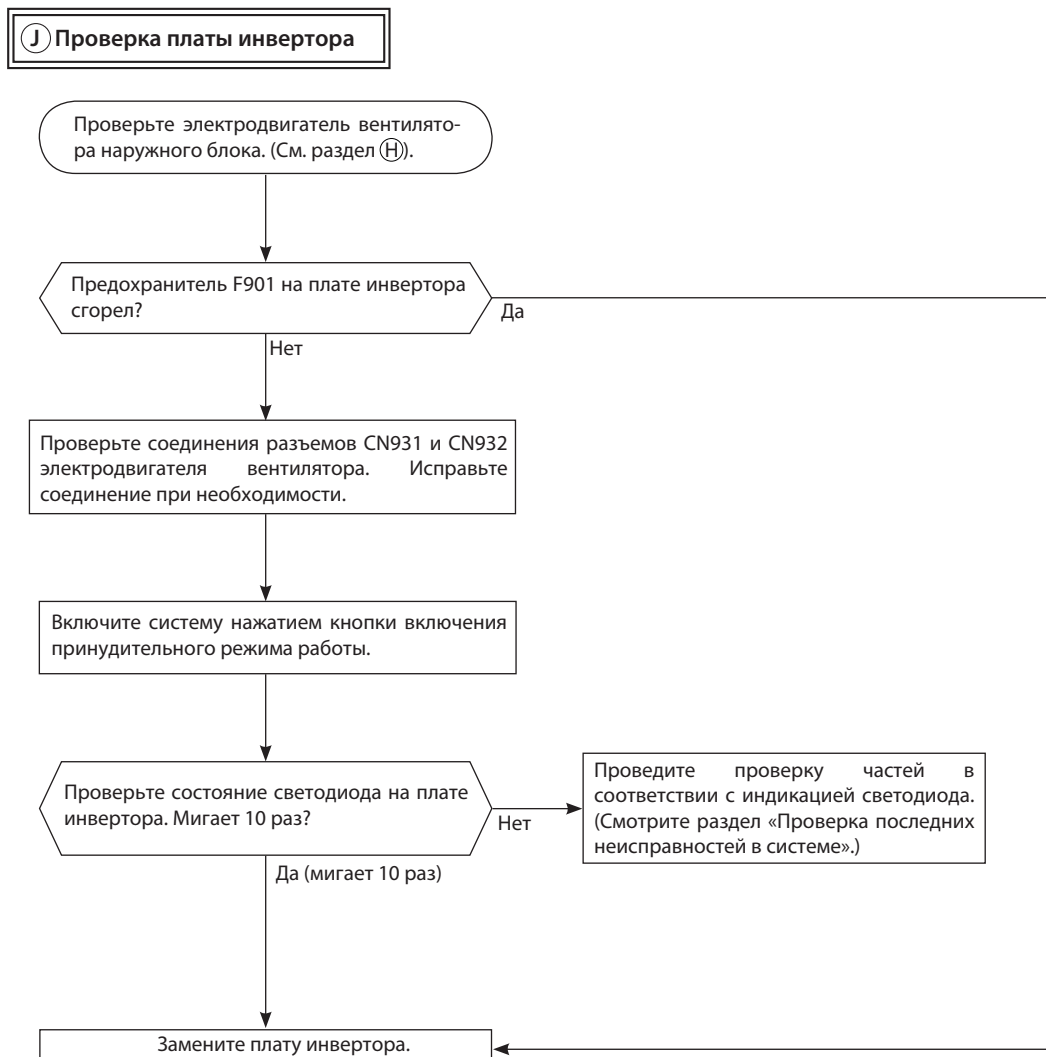 J Проверка платы инвертора
Проверьте электродвигатель вентилято-
ра наружного блока. (См. раздел Ⓗ).
Предохранитель F901 на плате инвертора
сгорел?
Да
Нет
Проверьте соединения разъемов CN931 и CN932
электродвигателя вентилятора. Исправьте
соединение при необходимости.
Включите систему нажатием кнопки включения
принудительного режима работы.
Проверьте состояние светодиода на плате
инвертора. Мигает 10 раз?
Нет
Проведите проверку частей в
соответствии с индикацией светодиода.
(Смотрите раздел «Проверка последних
неисправностей в системе».)
Да (мигает 10 раз)
Замените плату инвертора.